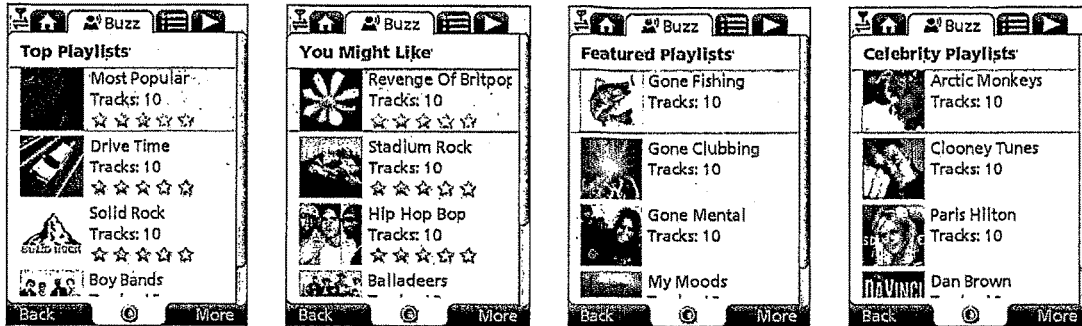 Buzz
Top Playlists
Most Popular
Tracks: 10
Drive Time
Tracks: 10
Solid Rock
Tracks: 10
SOLID ROCK
Boy Bands
Back
More
Buzz
You Might Like
Revenge Of Britpop
Tracks: 10
Stadium Rock
Tracks: 10
Hip Hop Bop
Tracks: 10
Balladeers
Back
More
Buzz
Featured Playlists
Gone Fishing
Tracks: 10
Gone Clubbing
Tracks: 10
Gone Mental
Tracks: 10
My Moods
Back
More
Buzz
Celebrity Playlists
Arctic Monkeys
Tracks: 10
Clooney Tunes
Tracks: 10
Paris Hilton
Tracks: 10
Dan Brown
DAVINCI
Back
More